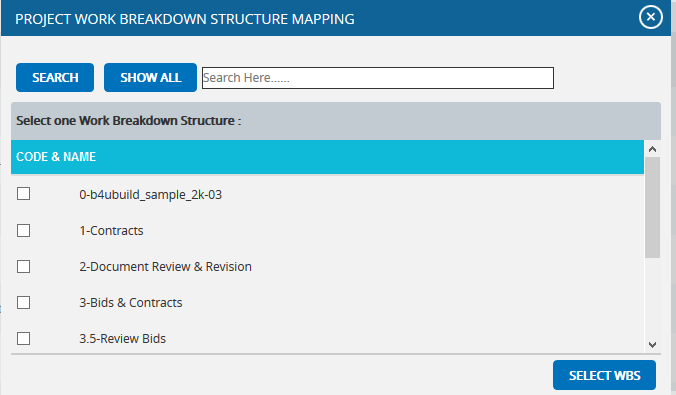 PROJECT WORK BREAKDOWN STRUCTURE MAPPING
SEARCH SHOW ALL Search Here......
Select one Work Breakdown Structure :
CODE & NAME
0-b4ubuild_sample_2k-03
1-Contracts
2-Document Review & Revision
3-Bids & Contracts
3.5-Review Bids
SELECT WBS